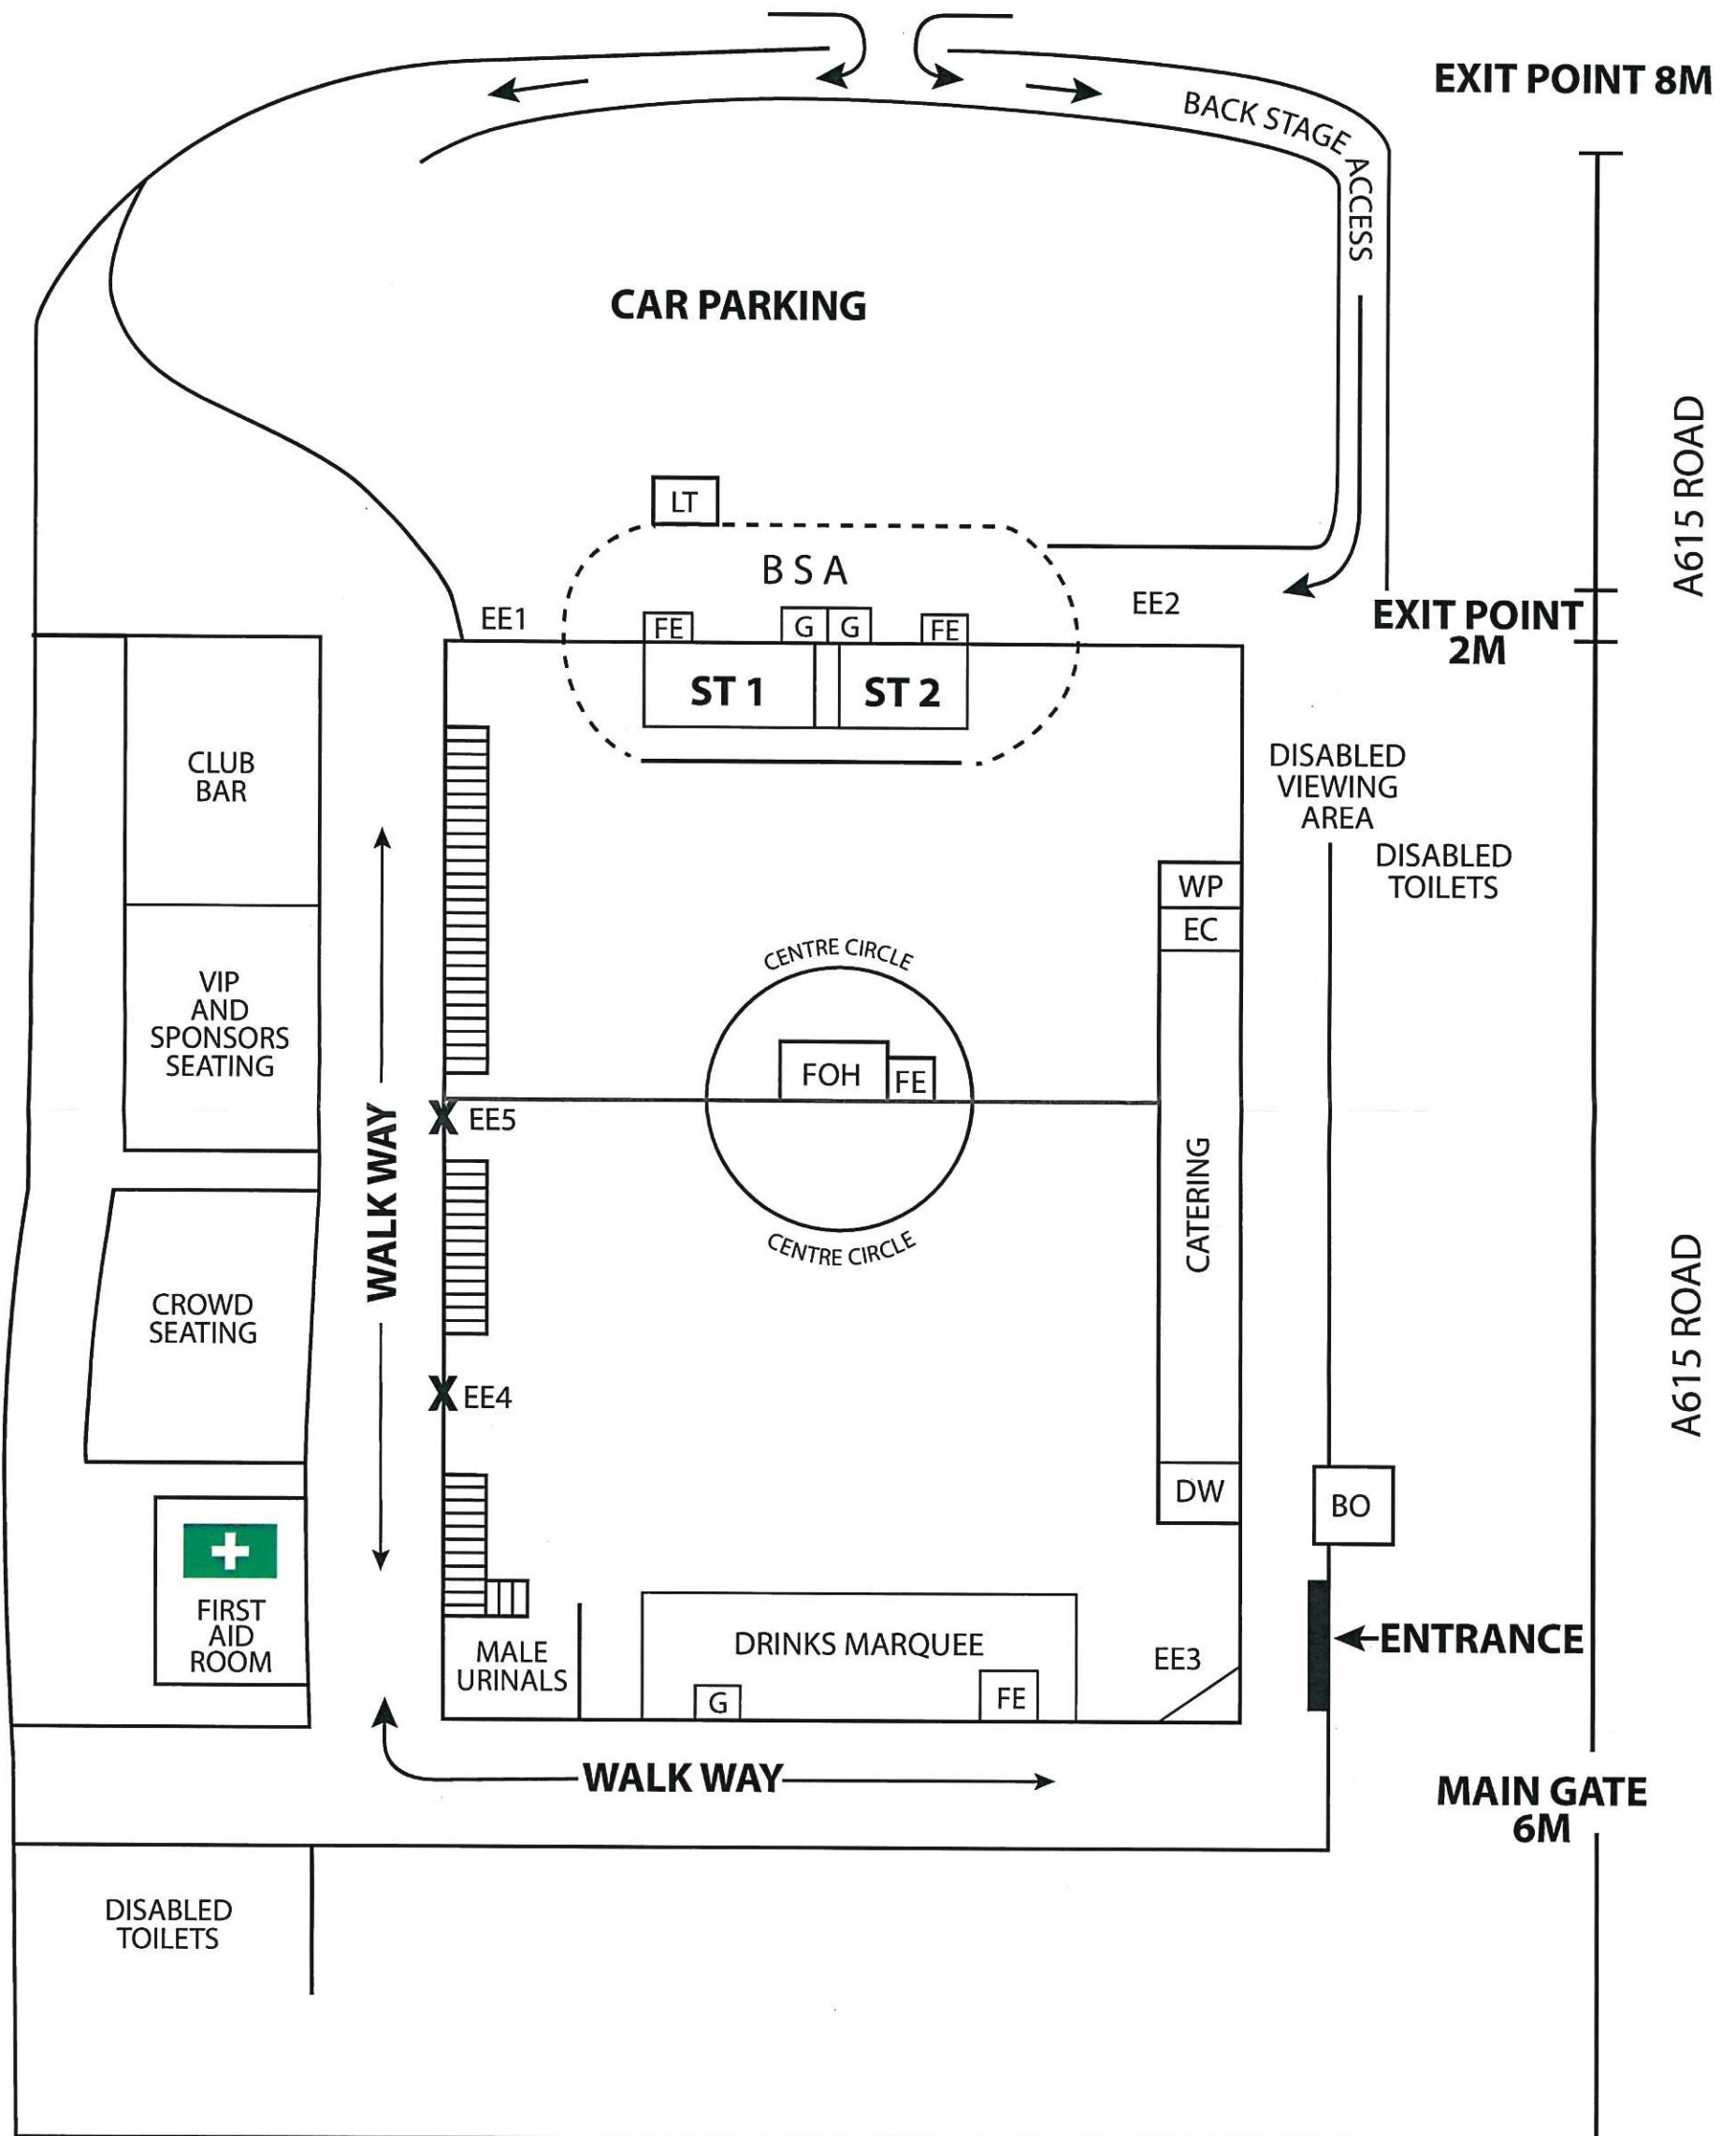 EXIT POINT 8M
BACK STAGE ACCESS
CAR PARKING
A615 ROAD
LT
B S A
EE1
EE2
FE
G
G
FE
EXIT POINT
2M
ST 1
ST 2
CLUB
BAR
DISABLED
VIEWING
AREA
DISABLED
TOILETS
WP
EC
CENTRE CIRCLE
VIP
AND
SPONSORS
SEATING
FOH
FE
X EE5
WALK WAY
CATERING
CENTRE CIRCLE
A615 ROAD
CROWD
SEATING
X EE4
DW
BO
FIRST
AID
ROOM
MALE
URINALS
DRINKS MARQUEE
EE3
ENTRANCE
G
FE
WALK WAY
MAIN GATE
6M
DISABLED
TOILETS